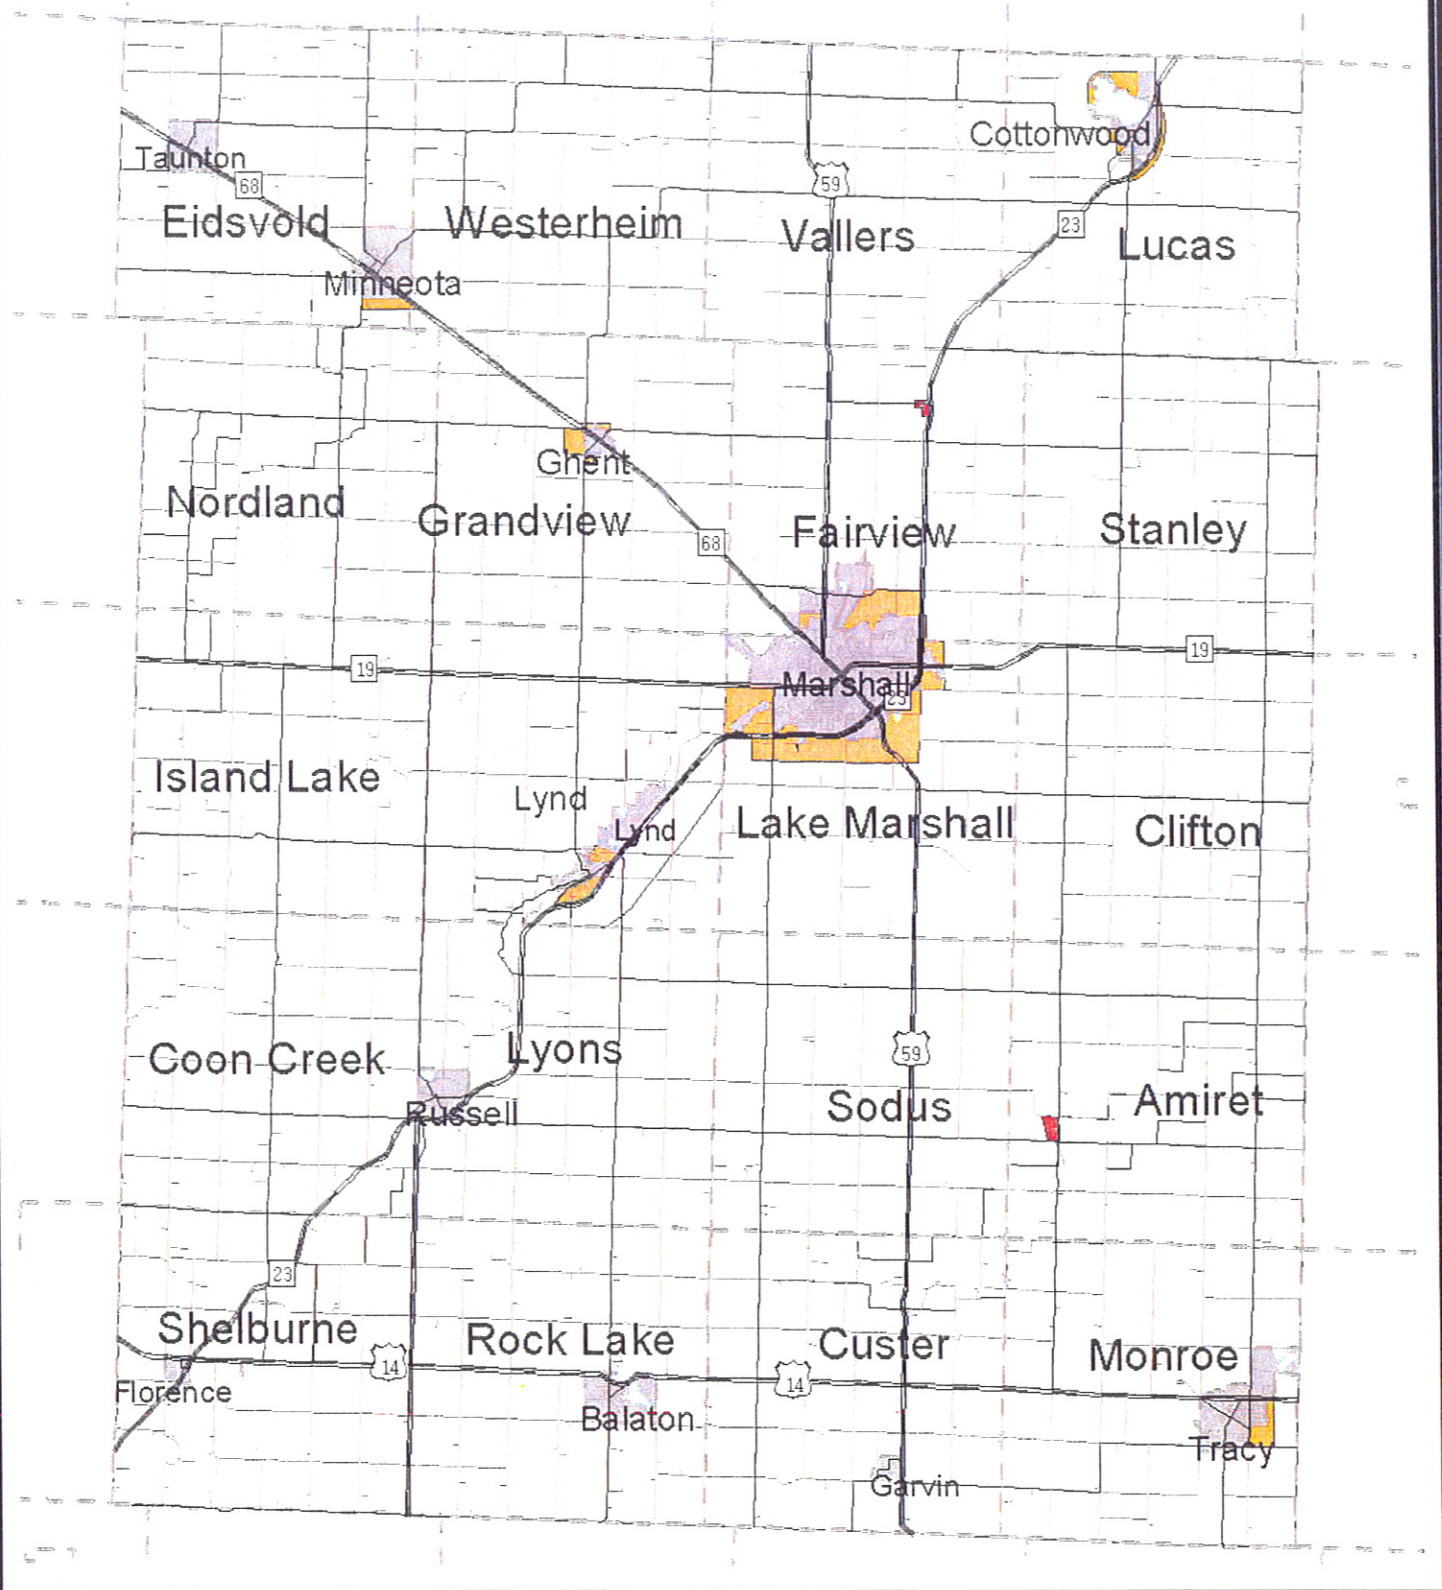 Cottonwood
Taunton
68
59
Eidsvold
Westerheim
Vallers
23
Lucas
Minneota
Ghent
Nordland
Grandview
68
Fairview
Stanley
19
19
Marshall
23
Island Lake
Lynd
Lynd
Lake Marshall
Clifton
Coon Creek
Lyons
59
Russell
Sodus
Amiret
23
Shelburne
Rock Lake
Custer
Monroe
14
14
Florence
Balaton
Tracy
Garvin